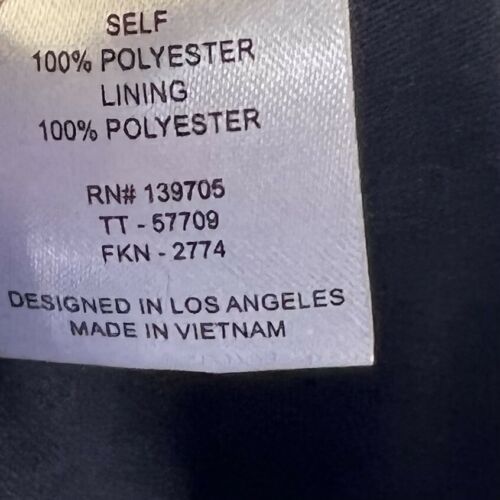 SELF
100% POLYESTER
LINING
100% POLYESTER
RN# 139705
TT - 57709
FKN - 2774
DESIGNED IN LOS ANGELES
MADE IN VIETNAM